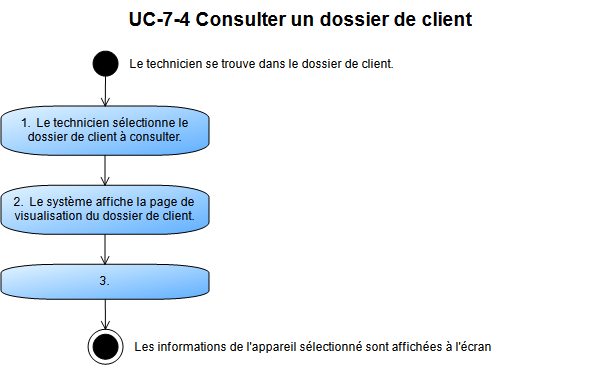 UC-7-4 Consulter un dossier de client
Le technicien se trouve dans le dossier de client.
1. Le technicien sélectionne le
dossier de client à consulter.
2. Le système affiche la page de
visualisation du dossier de client.
3.
Les informations de l'appareil sélectionné sont affichées à l'écran